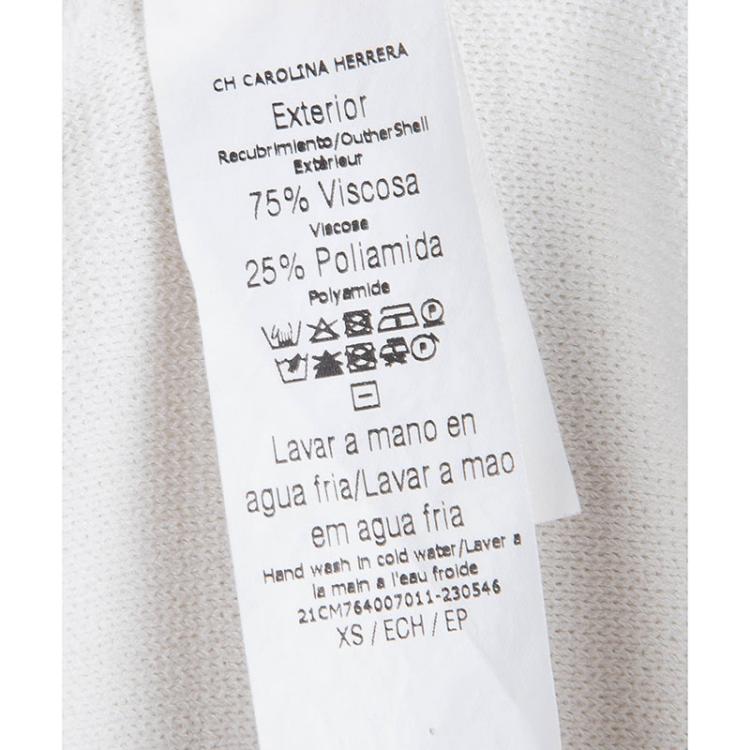 CH CAROLINA HERRERA
Exterior
Recubrimiento/OutherShell
Extérieur
75% Viscosa
Viscose
25% Poliamida
Polyamide
P
P
Lavar a mano en
agua fria/Lavar a mao
em agua fria
Hand wash in cold water/Laver a
la main a l'eau froide
21CM764007011-230546
XS / ECH / EP